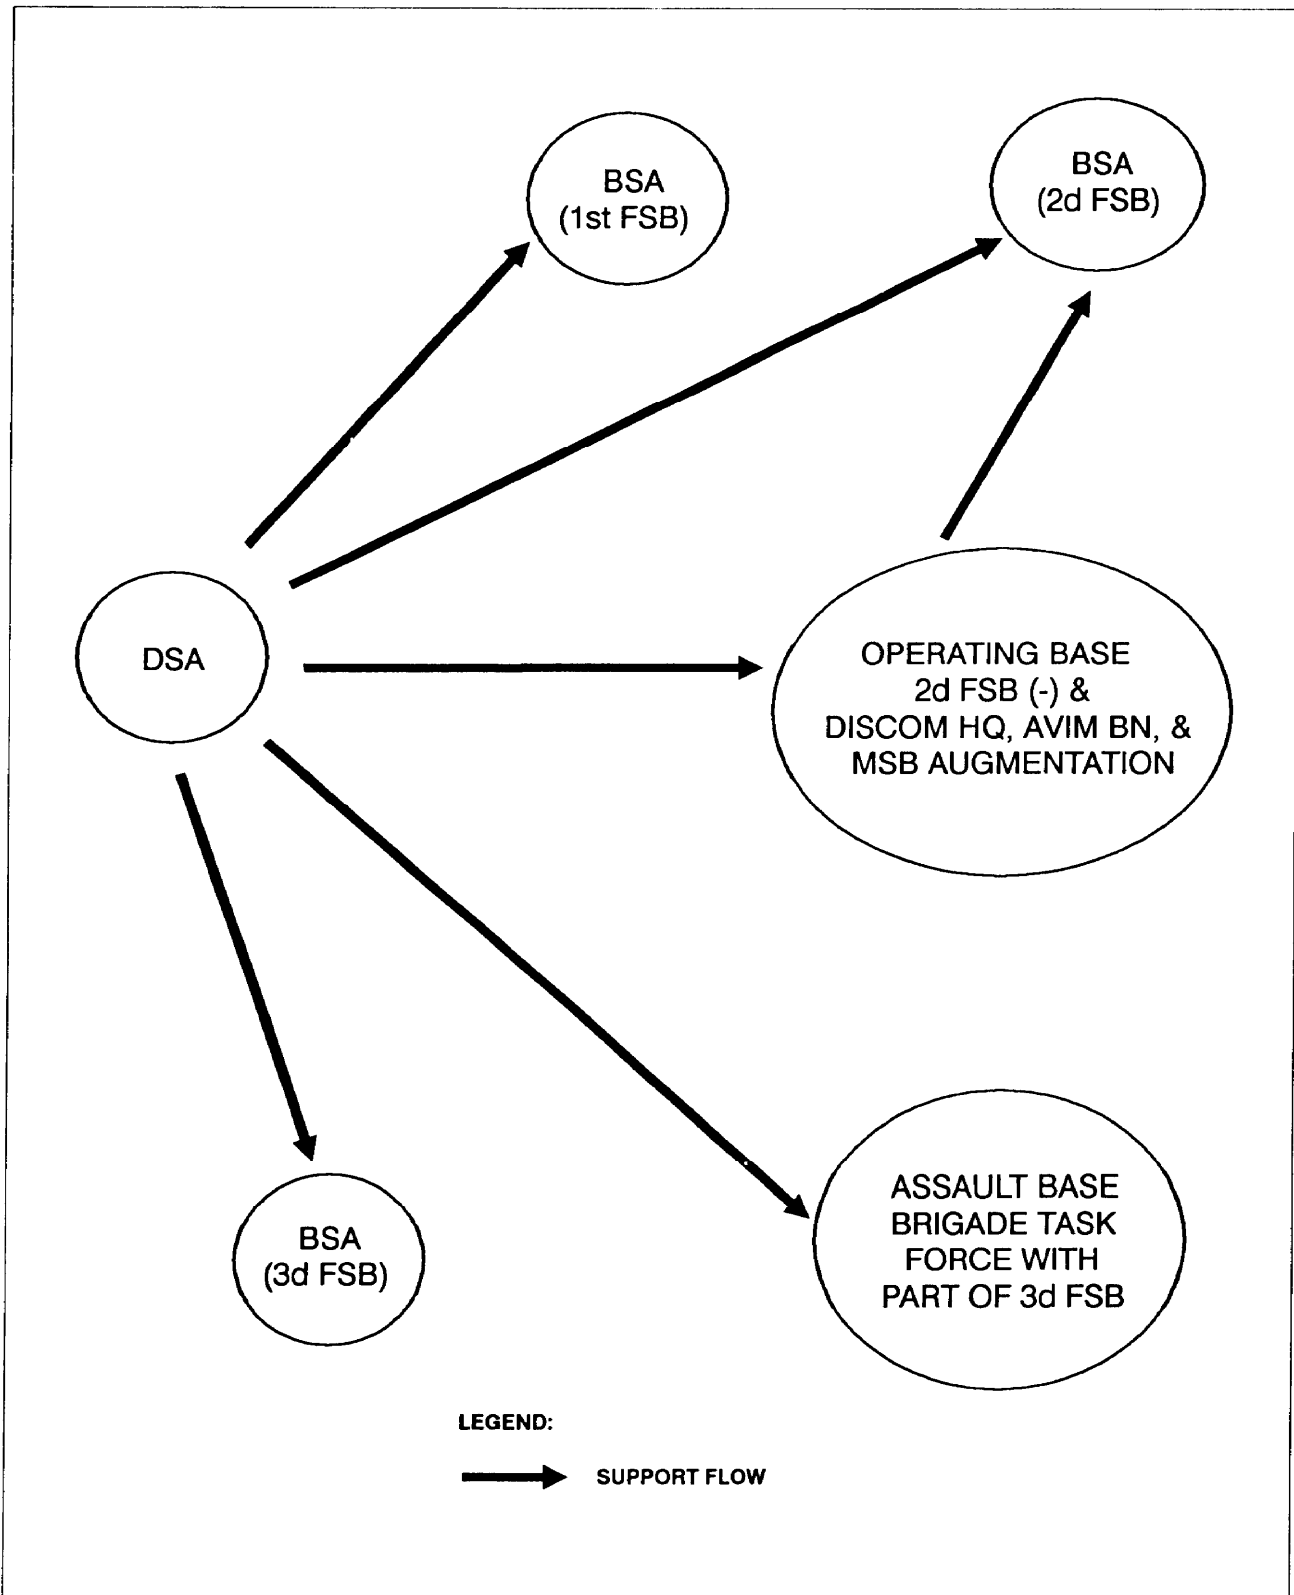 BSA
(1st FSB)
BSA
(2d FSB)
DSA
OPERATING BASE
2d FSB (-) &
DISCOM HQ, AVIM BN, &
MSB AUGMENTATION
BSA
(3d FSB)
ASSAULT BASE
BRIGADE TASK
FORCE WITH
PART OF 3d FSB
LEGEND:
SUPPORT FLOW